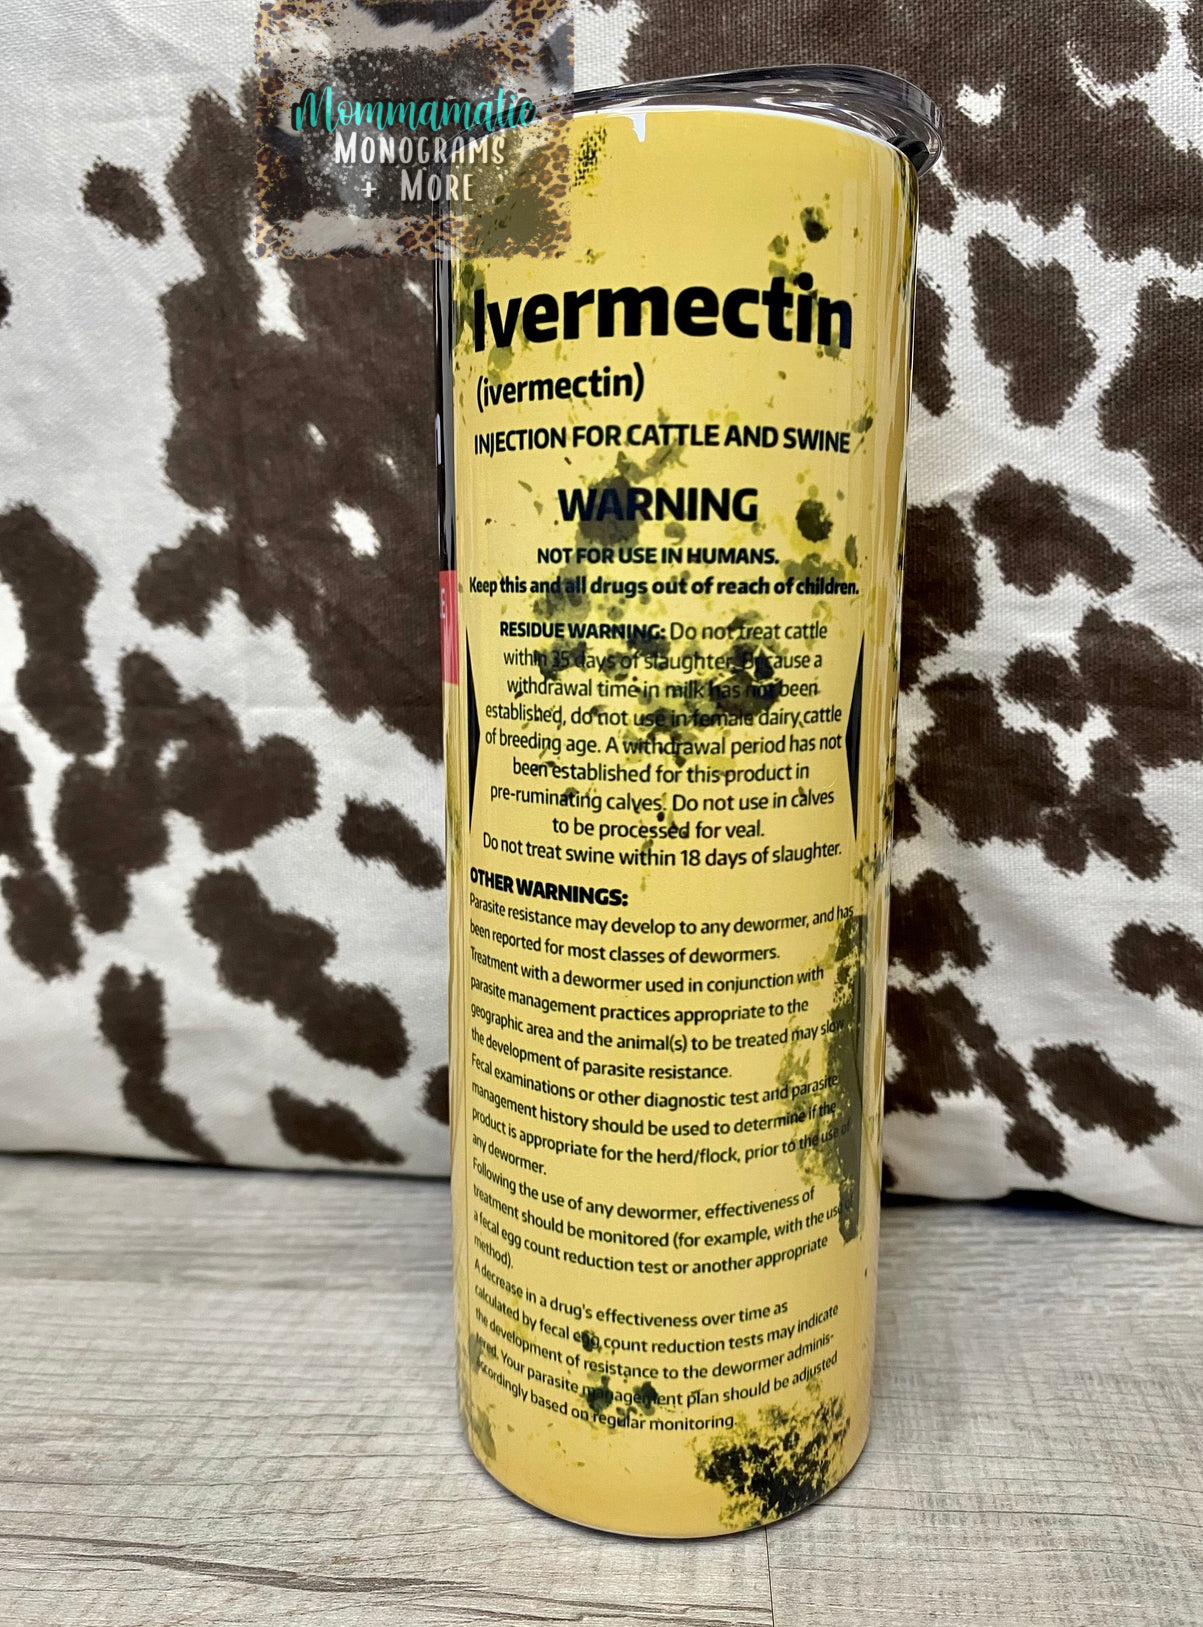 Mommamatic
MONOGRAMS
+ MORE
Ivermectin
(ivermectin)
INJECTION FOR CATTLE AND SWINE
WARNING
NOT FOR USE IN HUMANS.
Keep this and all drugs out of reach of children.
E
RESIDUE WARNING: Do not treat cattle
within 35 days of slaughter. Because a
withdrawal time in milk has not been
established, do not use in female dairy cattle
of breeding age. A withdrawal period has not
been established for this product in
pre-ruminating calves. Do not use in calves
to be processed for veal.
Do not treat swine within 18 days of slaughter.
OTHER WARNINGS:
Parasite resistance may develop to any dewormer, and has
been reported for most classes of dewormers.
Treatment with a dewormer used in conjunction with
parasite management practices appropriate to the
geographic area and the animal(s) to be treated may slow
the development of parasite resistance.
Fecal examinations or other diagnostic test and parasite
management history should be used to determine if the
product is appropriate for the herd/flock, prior to the use of
any dewormer.
Following the use of any dewormer, effectiveness of
treatment should be monitored (for example, with the use of
a fecal egg count reduction test or another appropriate
method).
A decrease in a drug's effectiveness over time as
calculated by fecal egg count reduction tests may indicate
the development of resistance to the dewormer adminis-
tered. Your parasite management plan should be adjusted
accordingly based on regular monitoring.